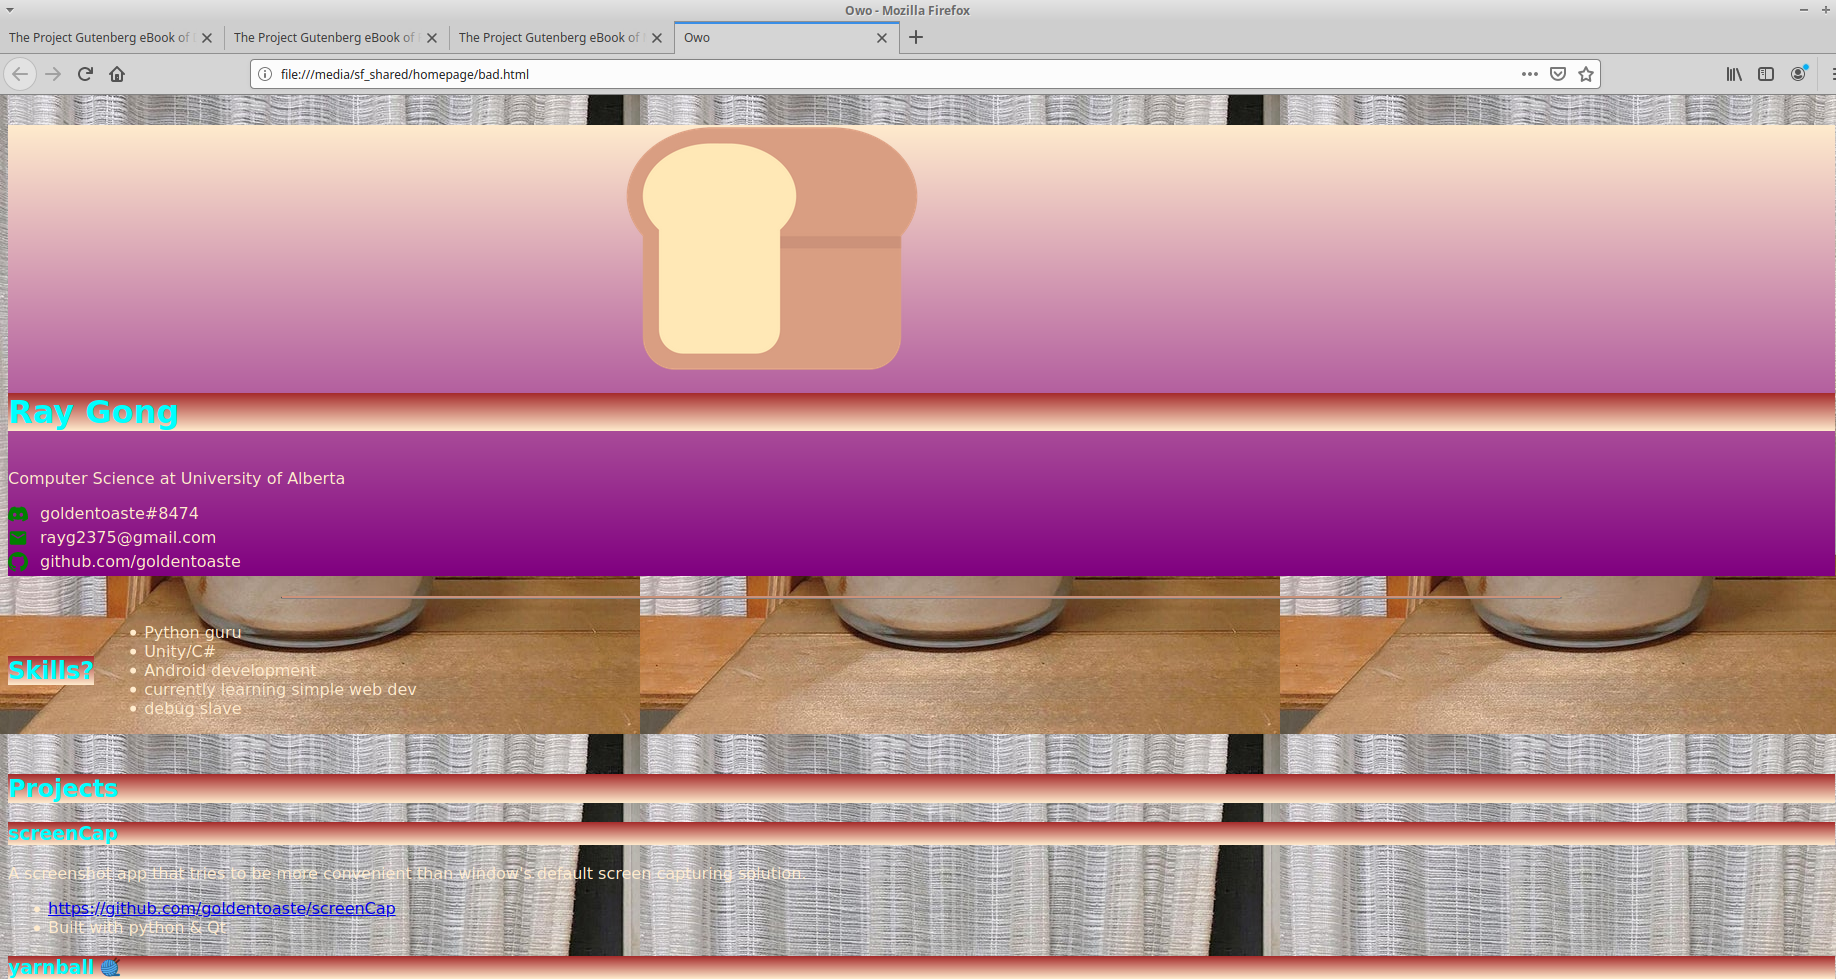 Owo - Mozilla Firefox
The Project Gutenberg eBook of
The Project Gutenberg eBook of
The Project Gutenberg eBook of
Owo
file:///media/sf_shared/homepage/bad.html
Ray Gong
Computer Science at University of Alberta
goldentoaste#8474
rayg2375@gmail.com
github.com/goldentoaste
Skills?
Python guru
Unity/C#
Android development
currently learning simple web dev
debug slave
Projects
screenCap
A screenshot app that tries to be more convenient than window's default screen capturing solution.
https://github.com/goldentoaste/screenCap
Built with python & Qt
yarnball